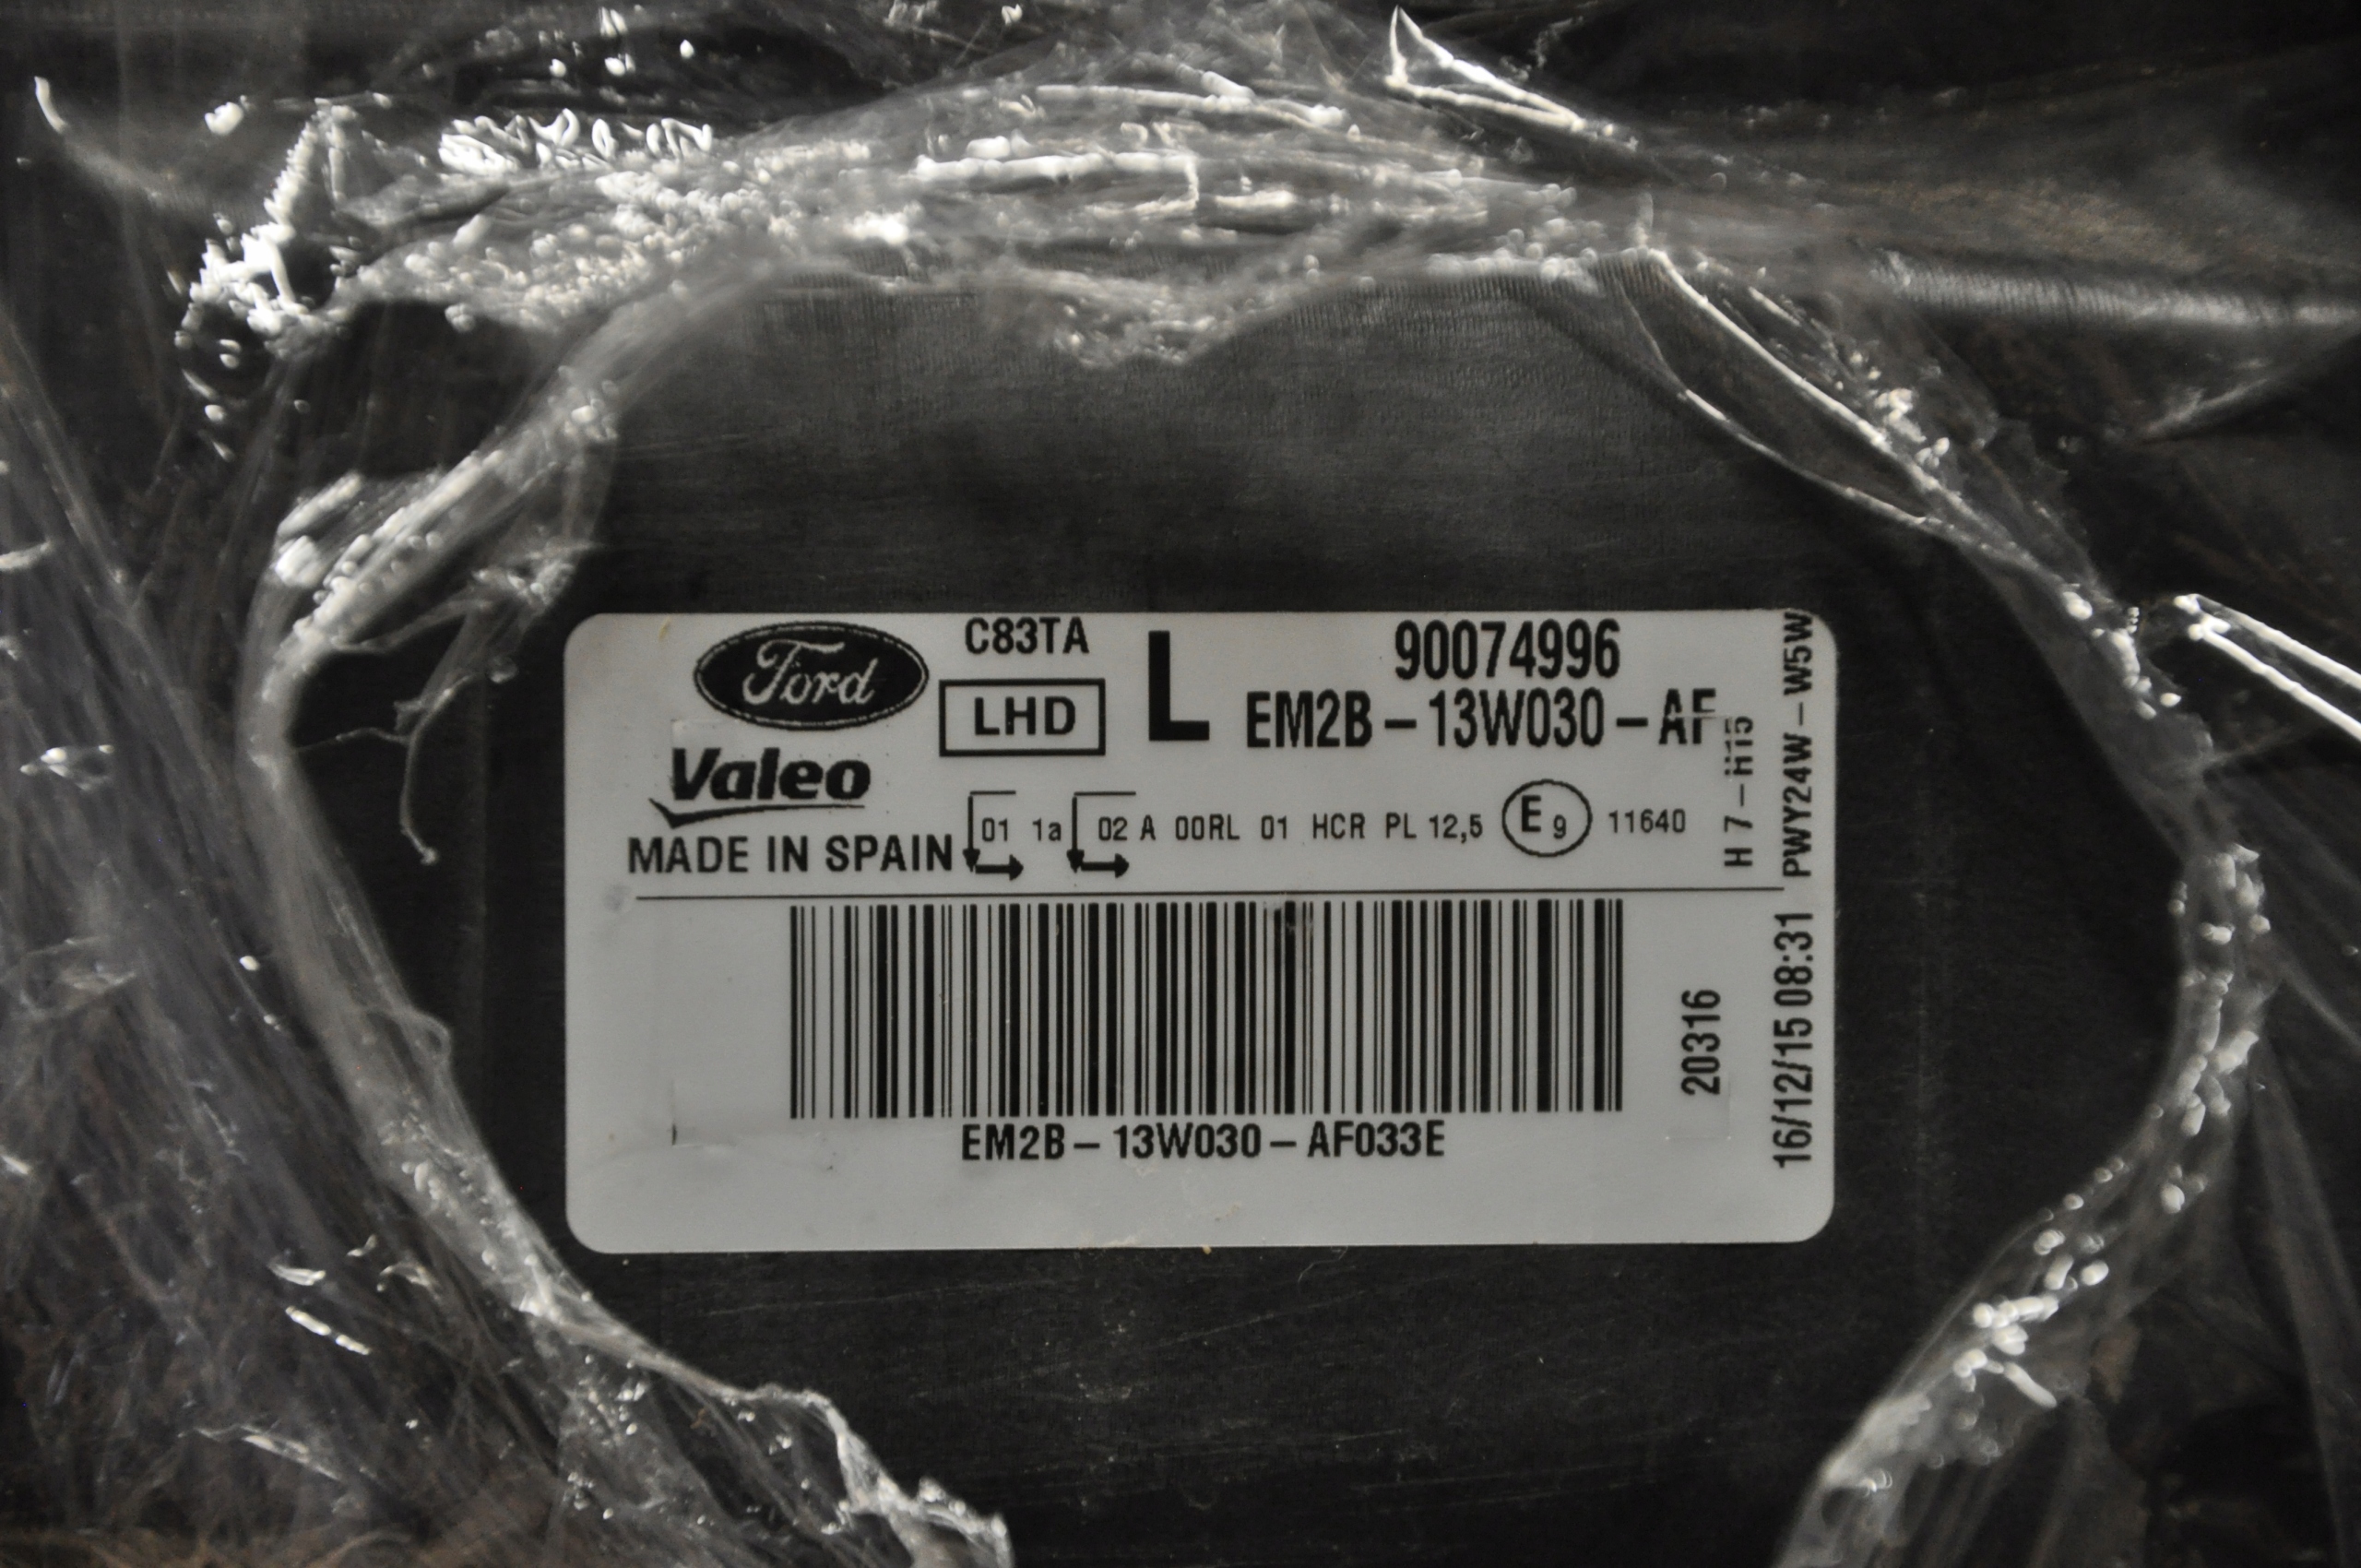 Ford
C83TA
LHD
L
90074996
EM2B-13W030-AF
Valeo
MADE IN SPAIN
01 1a 02 A 00RL 01 HCR PL 12,5 E9 11640
H7-H15
PWY24W-W5W
EM2B-13W030-AF033E
20316
16/12/15 08:31